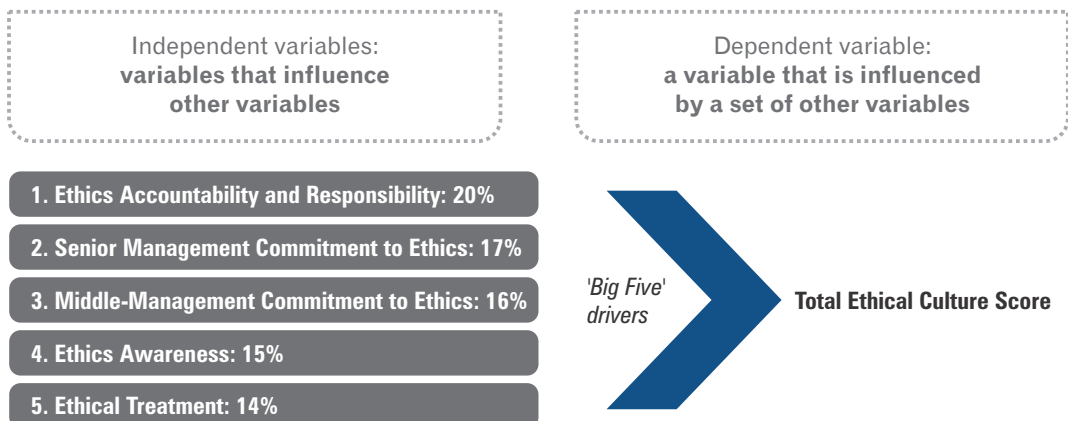 Independent variables:
variables that influence
other variables
Dependent variable:
a variable that is influenced
by a set of other variables
1. Ethics Accountability and Responsibility: 20%
2. Senior Management Commitment to Ethics: 17%
3. Middle-Management Commitment to Ethics: 16%
4. Ethics Awareness: 15%
5. Ethical Treatment: 14%
'Big Five'
drivers
Total Ethical Culture Score